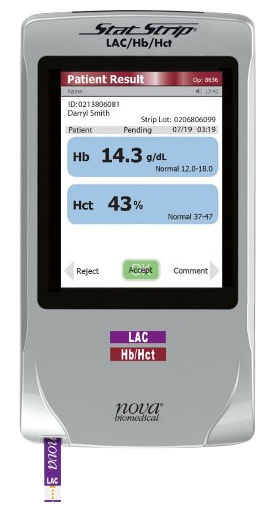 Stat Strip®
LAC/Hb/Hct
Patient Result Op: 8636
Name: 13:42
ID:0213806081
Darryl Smith
Strip Lot: 0206806099
Patient Pending 07/19 03:19
Hb 14.3 g/dL
Normal 12.0-18.0
Hct 43%
Normal 37-47
Reject Accept Comment
LAC
Hb/Hct
nova®
biomedical
nova
LAC